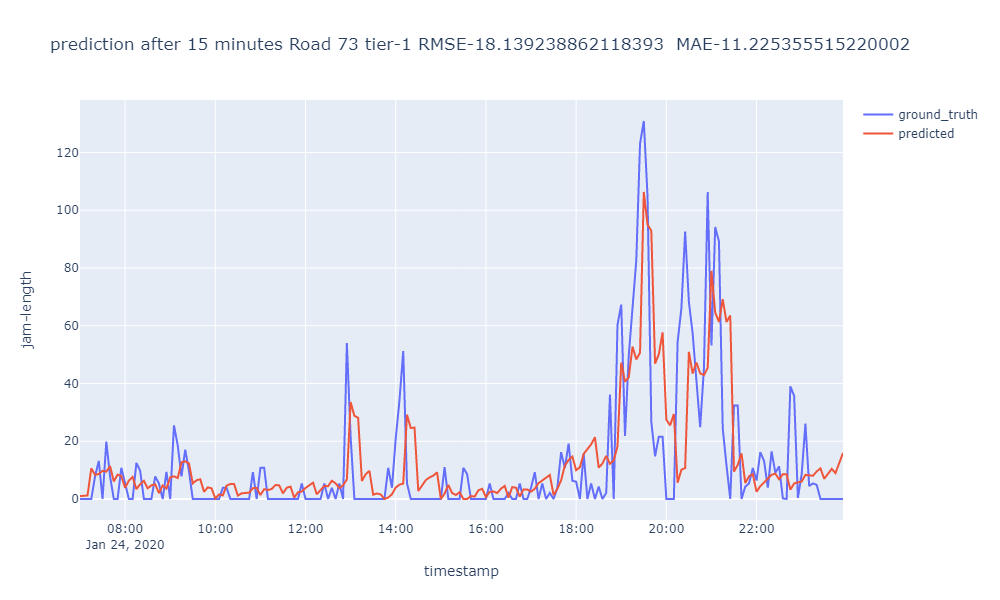 prediction after 15 minutes Road 73 tier-1 RMSE-18.139238862118393  MAE-11.225355515220002
ground_truth
predicted
120
100
80
60
40
20
0
jam-length
08:00 10:00 12:00 14:00 16:00 18:00 20:00 22:00
Jan 24, 2020
timestamp